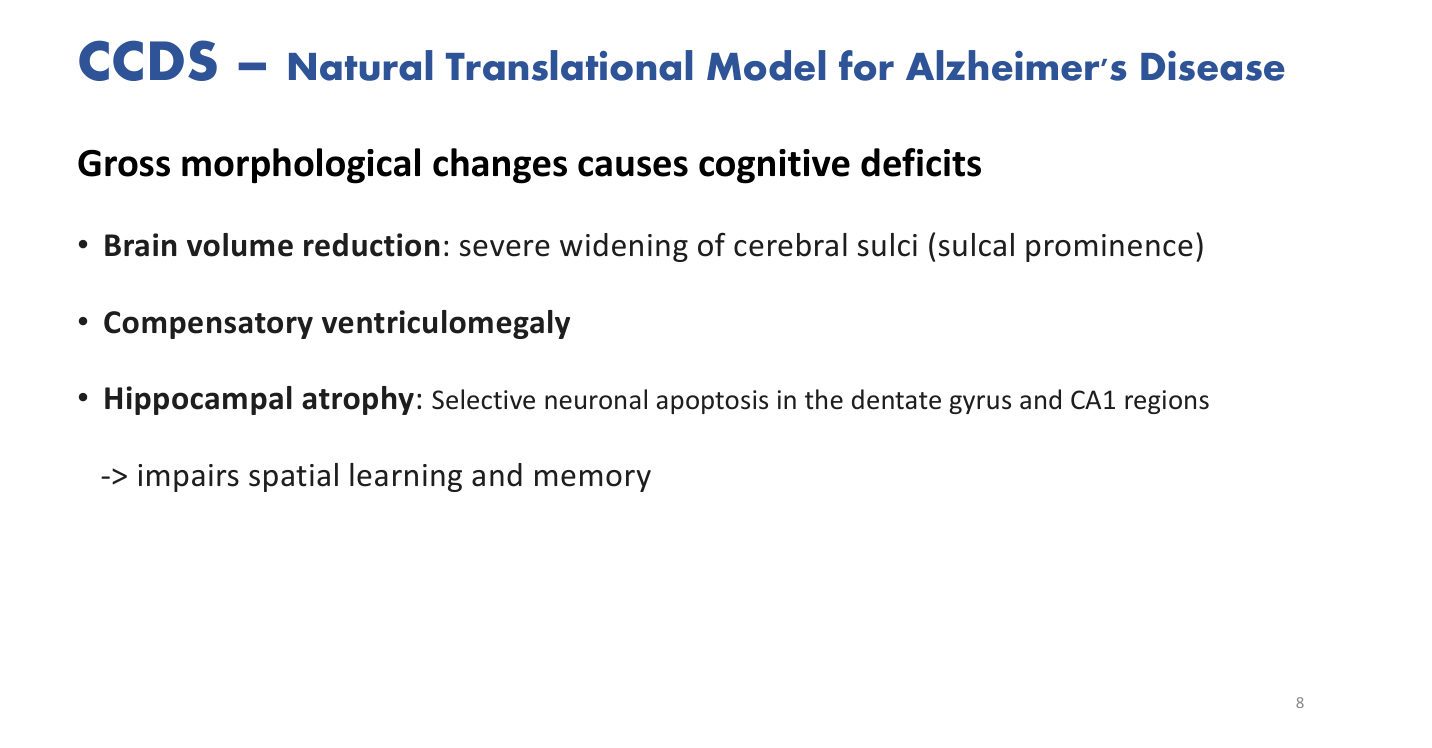 CCDS – Natural Translational Model for Alzheimer's Disease
Gross morphological changes causes cognitive deficits
• Brain volume reduction: severe widening of cerebral sulci (sulcal prominence)
• Compensatory ventriculomegaly
• Hippocampal atrophy: Selective neuronal apoptosis in the dentate gyrus and CA1 regions
-> impairs spatial learning and memory
8